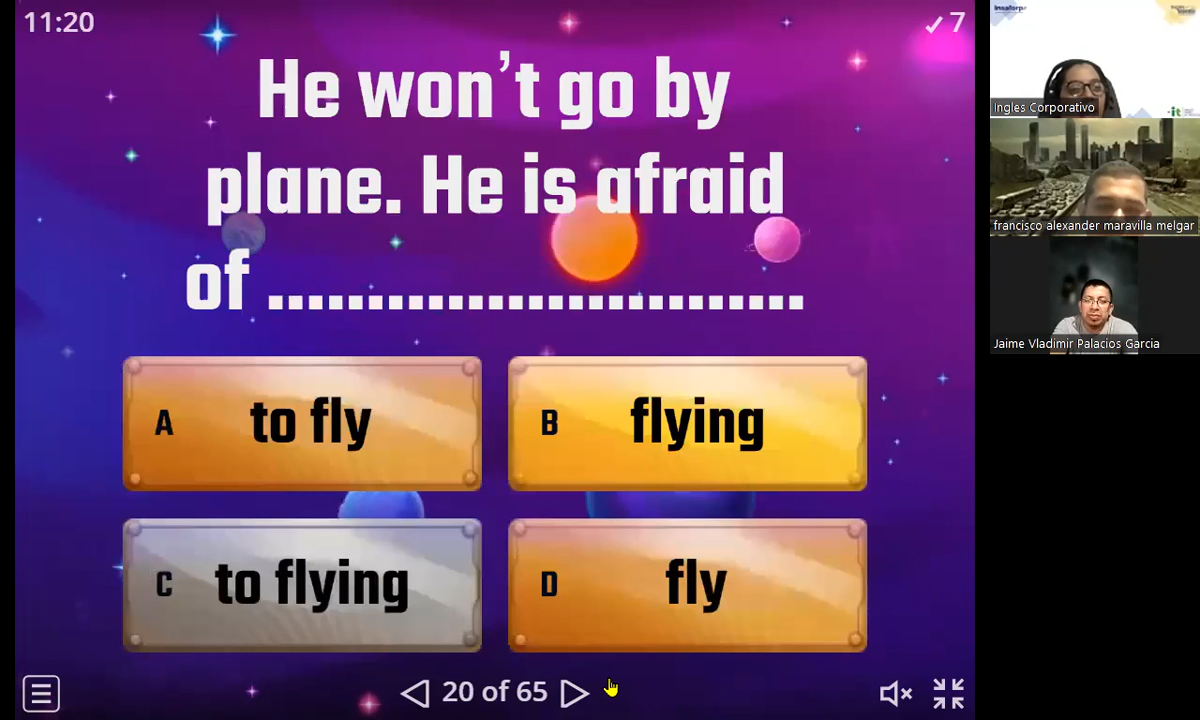 11:20
✓7
He won't go by
plane. He is afraid
of ...........................
A to fly
B flying
C to flying
D fly
20 of 65
Insaforp
Ingles Corporativo
francisco alexander maravilla melgar
Jaime Vladimir Palacios Garcia